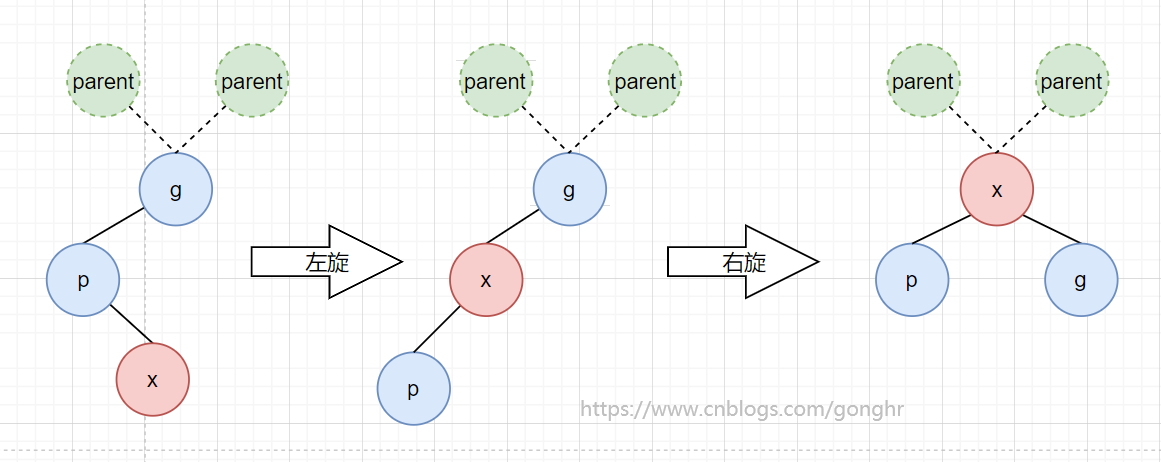 parent parent
g
p
x
左旋
parent parent
g
x
p
右旋
parent parent
x
p g
https://www.cnblogs.com/gonghr